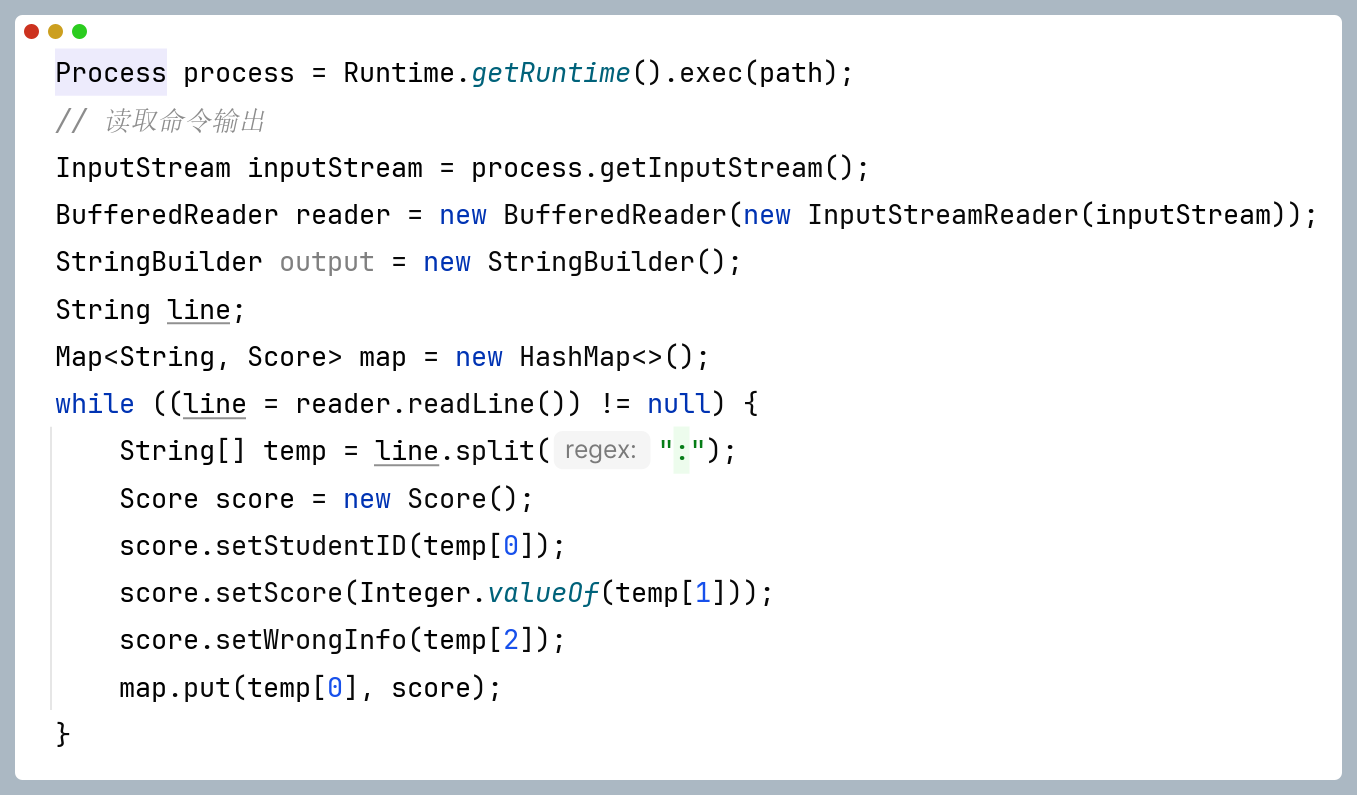 Process process = Runtime.getRuntime().exec(path);
// 读取命令输出
InputStream inputStream = process.getInputStream();
BufferedReader reader = new BufferedReader(new InputStreamReader(inputStream));
StringBuilder output = new StringBuilder();
String line;
Map<String, Score> map = new HashMap<>();
while ((line = reader.readLine()) != null) {
    String[] temp = line.split( regex: ":");
    Score score = new Score();
    score.setStudentID(temp[0]);
    score.setScore(Integer.valueOf(temp[1]));
    score.setWrongInfo(temp[2]);
    map.put(temp[0], score);
}